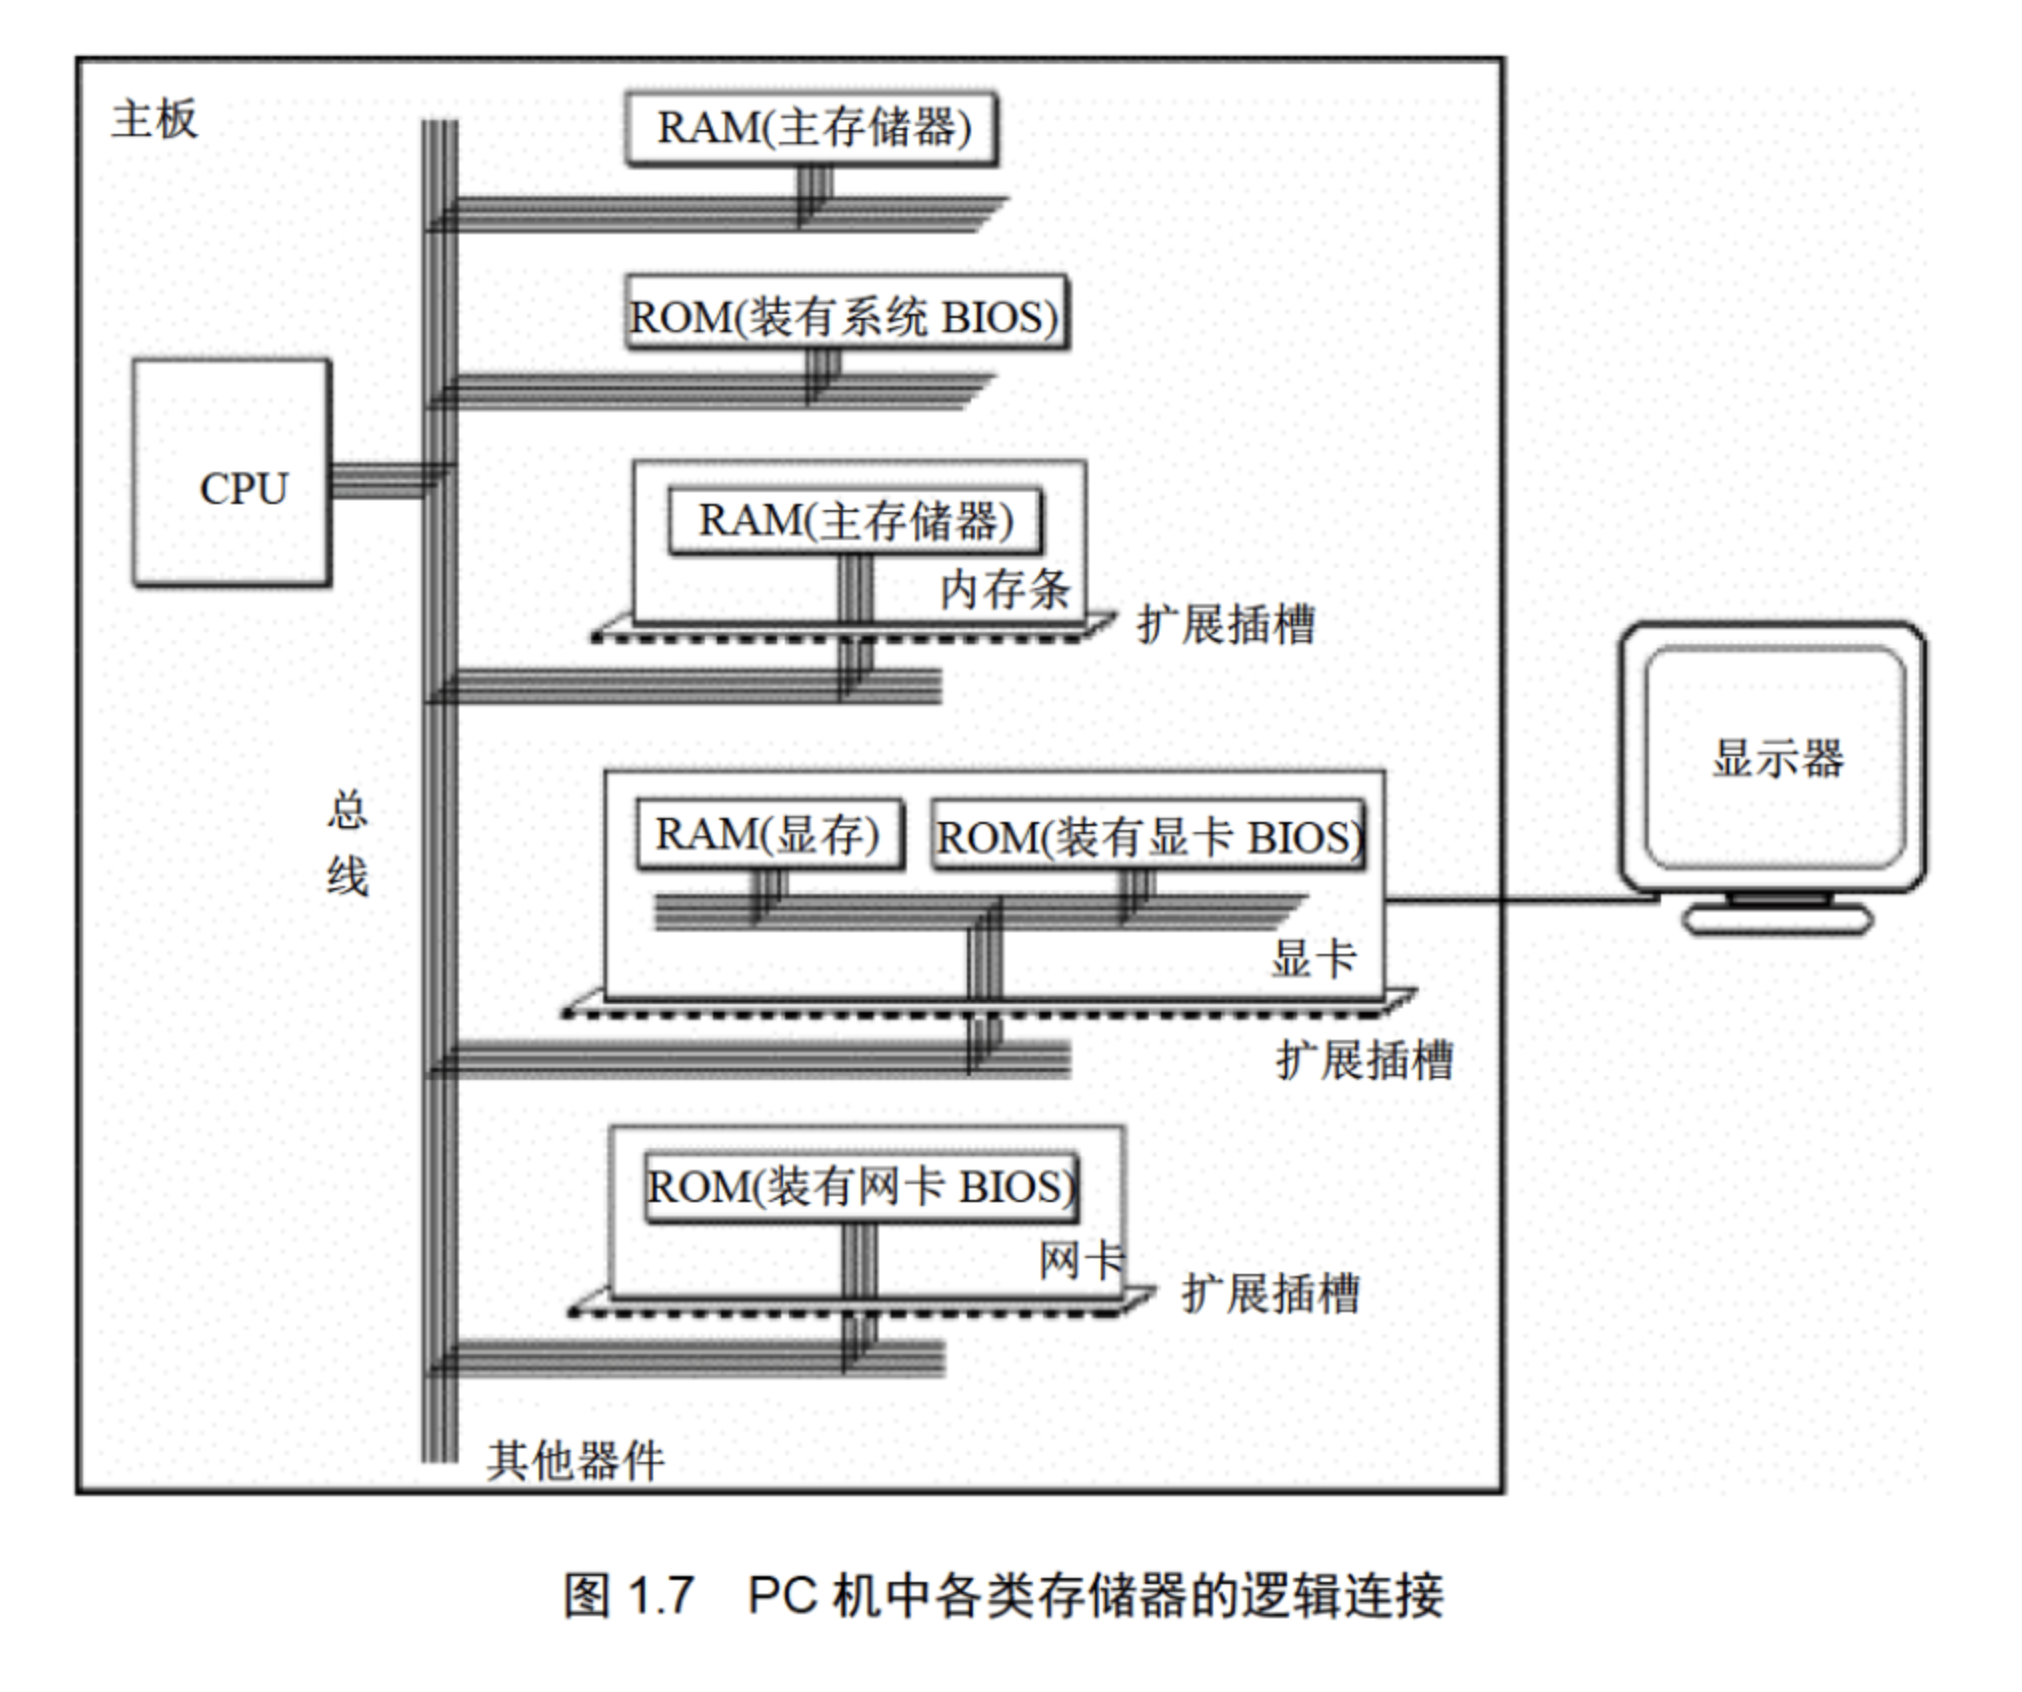 主板
RAM(主存储器)
ROM(装有系统 BIOS)
CPU
RAM(主存储器)
内存条
扩展插槽
显示器
总
线
RAM(显存)
ROM(装有显卡 BIOS)
显卡
扩展插槽
ROM(装有网卡 BIOS)
网卡
扩展插槽
其他器件
图 1.7 PC 机中各类存储器的逻辑连接